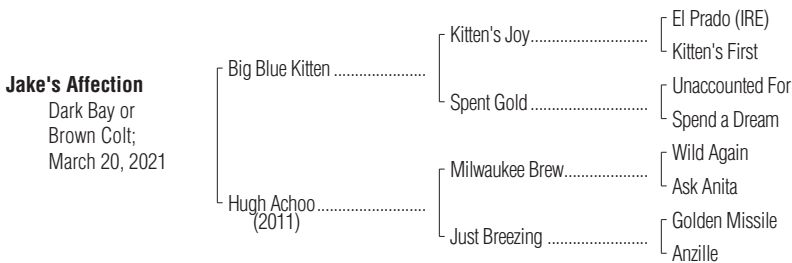 Jake's Affection
Dark Bay or
Brown Colt;
March 20, 2021
Big Blue Kitten ......................
Hugh Achoo..........................
(2011)
Kitten's Joy............................
Spent Gold ............................
Milwaukee Brew....................
Just Breezing ........................
El Prado (IRE)
Kitten's First
Unaccounted For
Spend a Dream
Wild Again
Ask Anita
Golden Missile
Anzille